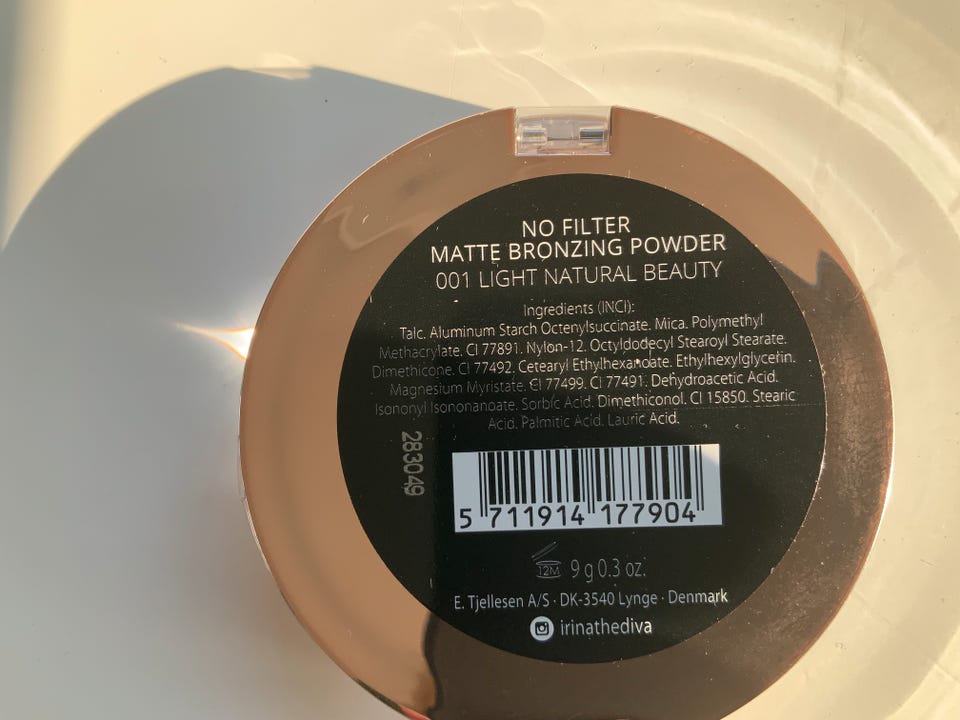 NO FILTER
MATTE BRONZING POWDER
001 LIGHT NATURAL BEAUTY
Ingredients (INCI):
Talc. Aluminum Starch Octenylsuccinate. Mica. Polymethyl
Methacrylate. CI 77891. Nylon-12. Octyldodecyl Stearoyl Stearate.
Dimethicone. CI 77492. Cetearyl Ethylhexanoate. Ethylhexylglycerin.
Magnesium Myristate. CI 77499. CI 77491. Dehydroacetic Acid.
Isononyl Isononanoate. Sorbic Acid. Dimethiconol. CI 15850. Stearic
Acid. Palmitic Acid. Lauric Acid.
283049
5 711914 177904
12M 9 g 0.3 oz.
E. Tjellesen A/S · DK-3540 Lynge · Denmark
irinathediva